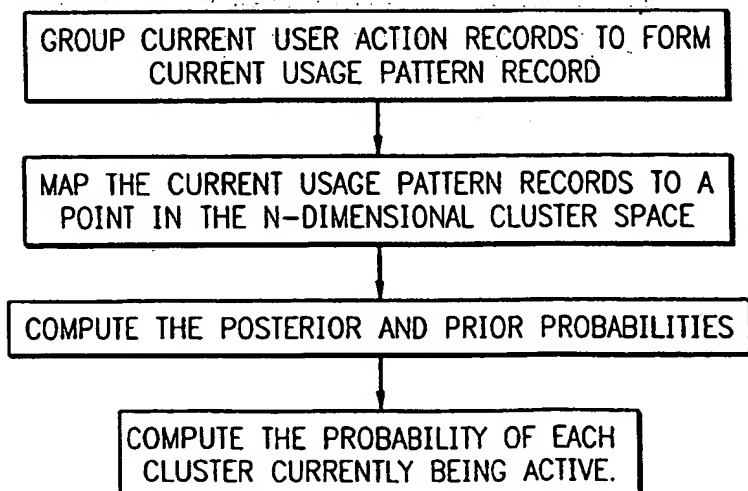 GROUP CURRENT USER ACTION RECORDS TO FORM
CURRENT USAGE PATTERN RECORD
MAP THE CURRENT USAGE PATTERN RECORDS TO A
POINT IN THE N-DIMENSIONAL CLUSTER SPACE
COMPUTE THE POSTERIOR AND PRIOR PROBABILITIES
COMPUTE THE PROBABILITY OF EACH
CLUSTER CURRENTLY BEING ACTIVE.